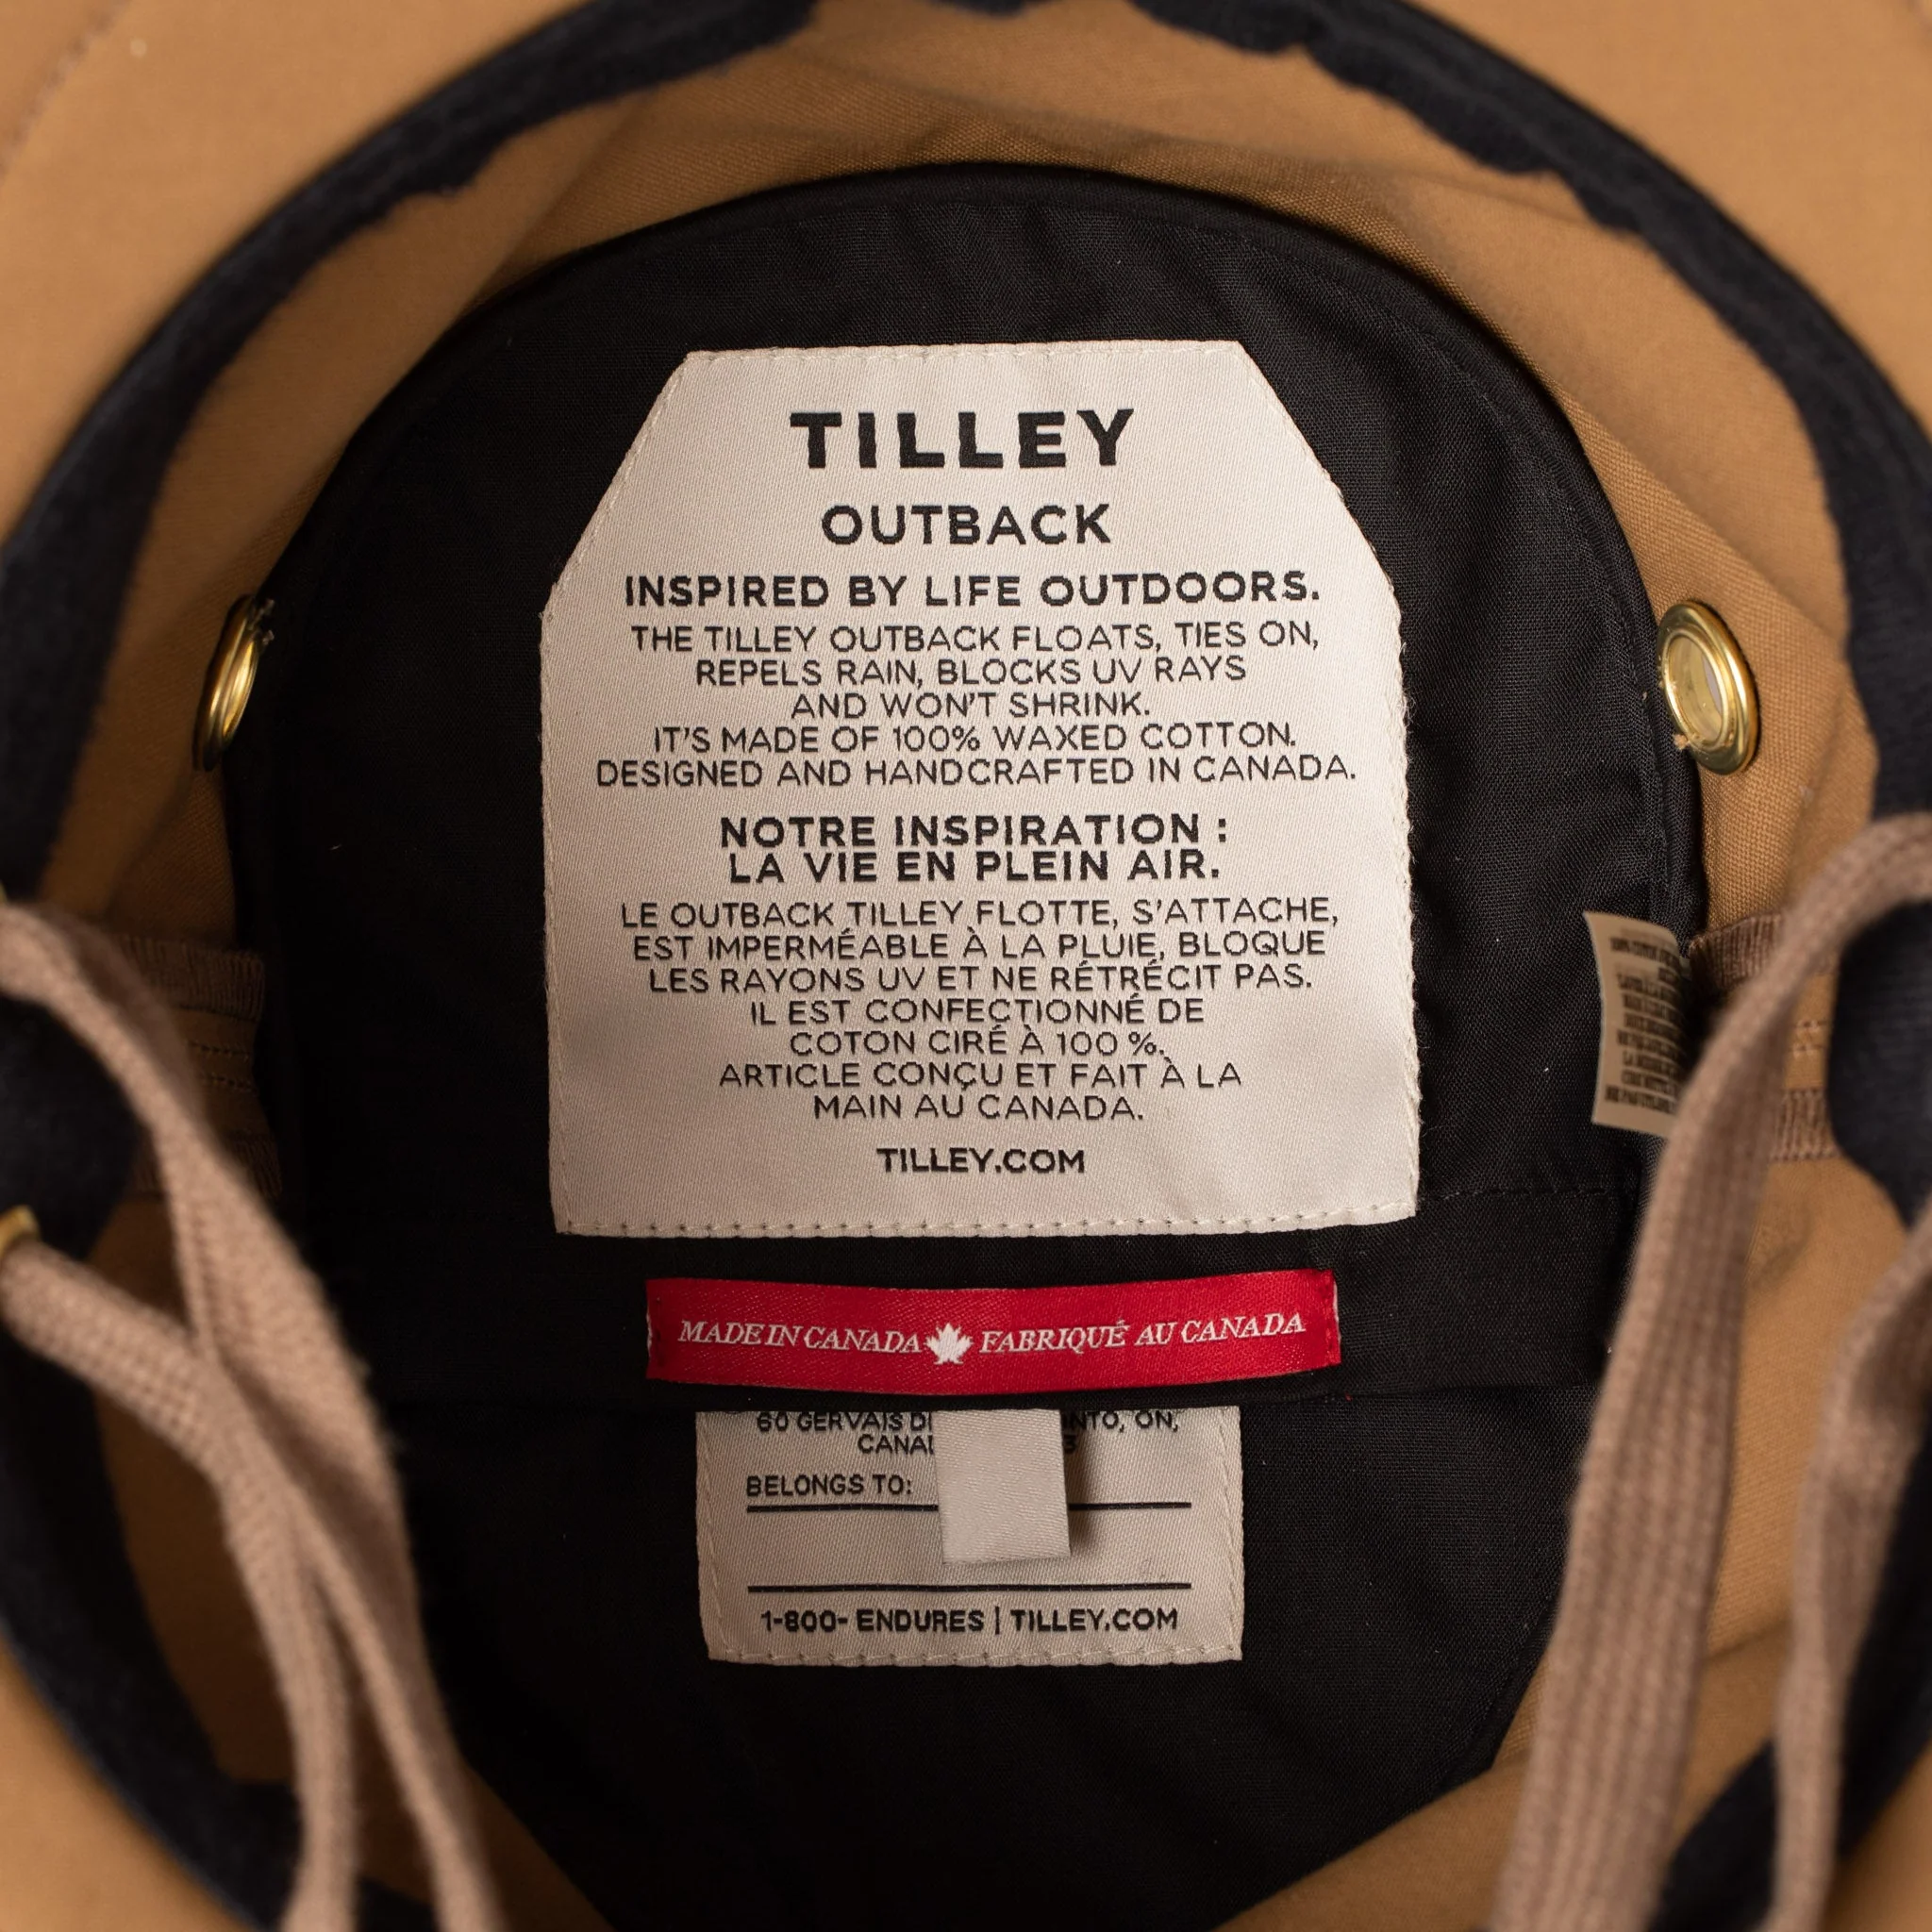 TILLEY
OUTBACK
INSPIRED BY LIFE OUTDOORS.
THE TILLEY OUTBACK FLOATS, TIES ON,
REPELS RAIN, BLOCKS UV RAYS
AND WON'T SHRINK.
IT'S MADE OF 100% WAXED COTTON.
DESIGNED AND HANDCRAFTED IN CANADA.
NOTRE INSPIRATION :
LA VIE EN PLEIN AIR.
LE OUTBACK TILLEY FLOTTE, S'ATTACHE,
EST IMPERMÉABLE À LA PLUIE, BLOQUE
LES RAYONS UV ET NE RÉTRÉCIT PAS.
IL EST CONFECTIONNÉ DE
COTON CIRÉ À 100 %.
ARTICLE CONÇU ET FAIT À LA
MAIN AU CANADA.
TILLEY.COM
MADE IN CANADA FABRIQUÉ AU CANADA
60 GERVAIS ON,
BELONGS TO:
1-800- ENDURES | TILLEY.COM